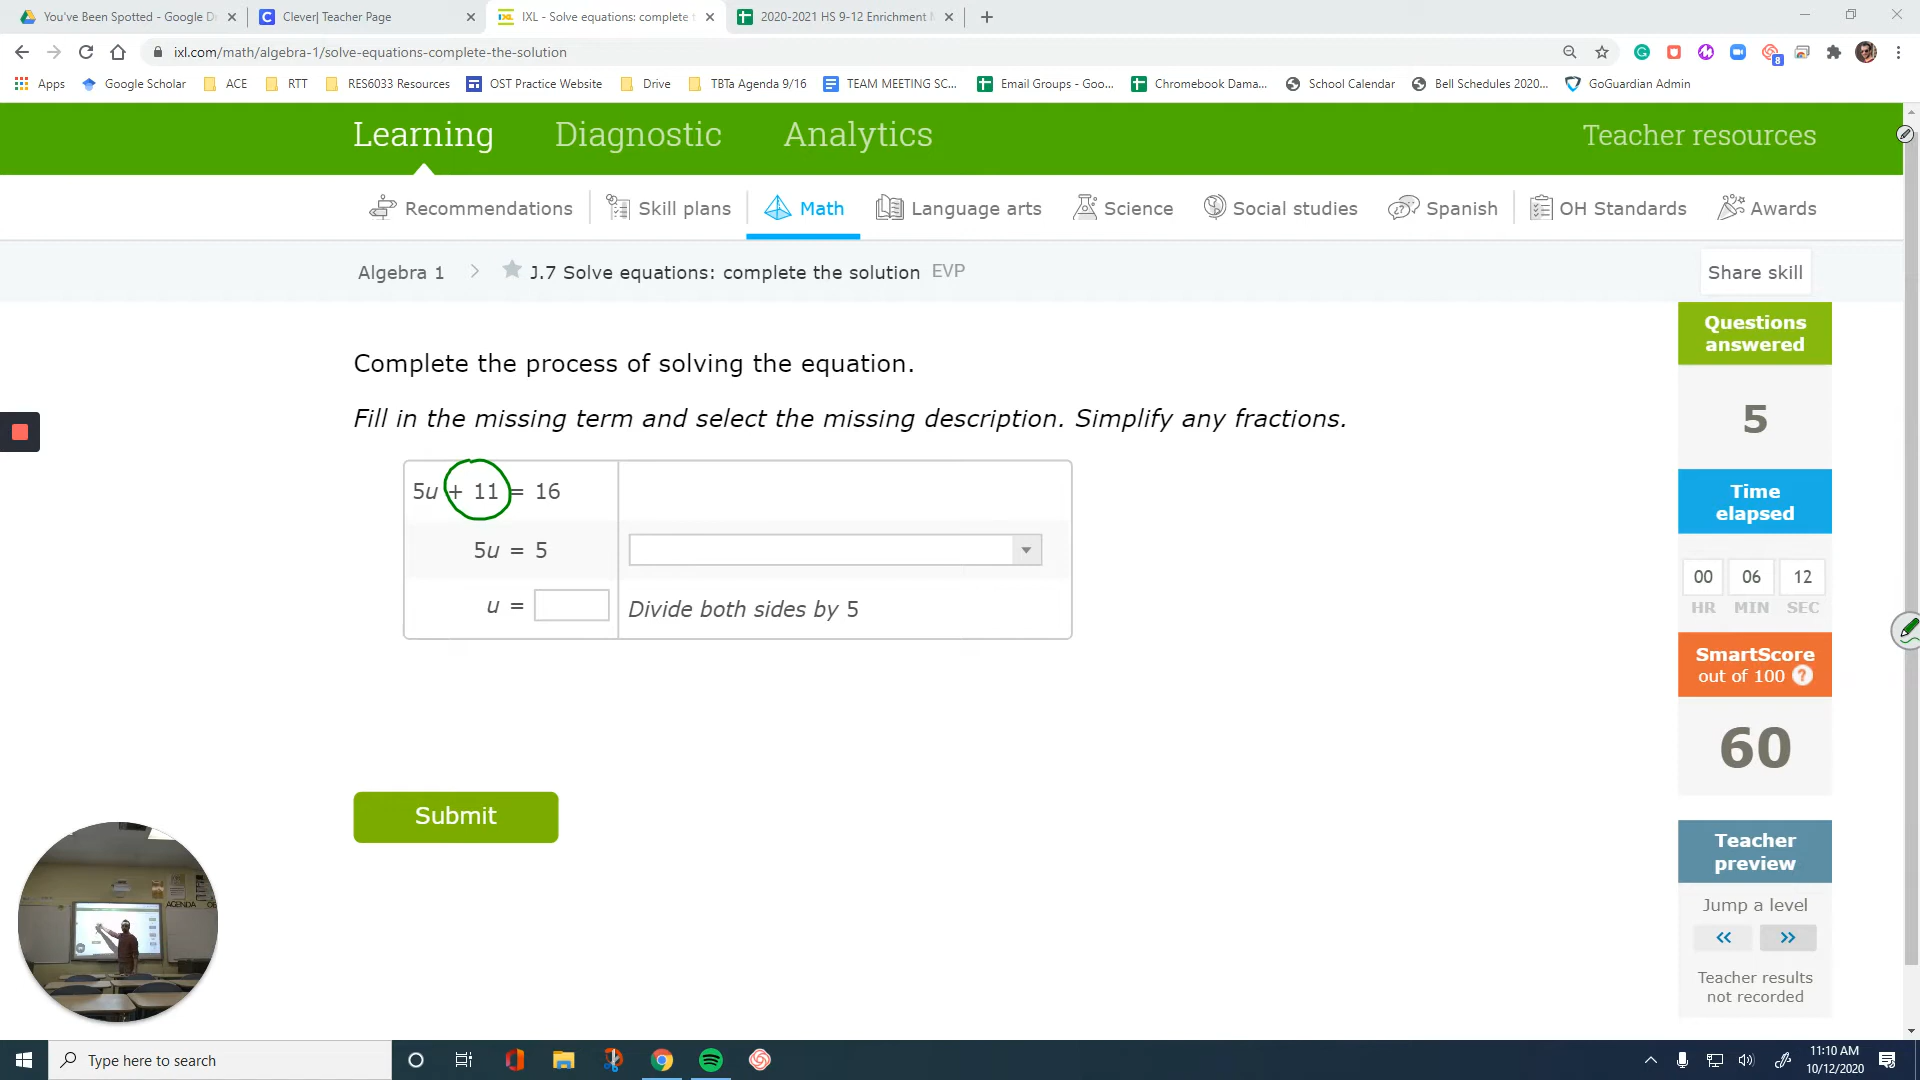 You've Been Spotted - Google D
Clever| Teacher Page
IXL - Solve equations: complete t
2020-2021 HS 9-12 Enrichment M
ixl.com/math/algebra-1/solve-equations-complete-the-solution
8
Apps
Google Scholar
ACE
RTT
RES6033 Resources
OST Practice Website
Drive
TBTa Agenda 9/16
TEAM MEETING SC...
Email Groups - Goo...
Chromebook Dama...
School Calendar
Bell Schedules 2020...
GoGuardian Admin
Learning
Diagnostic
Analytics
Teacher resources
Recommendations
Skill plans
Math
Language arts
Science
Social studies
Spanish
OH Standards
Awards
Algebra 1
J.7 Solve equations: complete the solution EVP
Share skill
Complete the process of solving the equation.
Fill in the missing term and select the missing description. Simplify any fractions.
5u + 11 = 16
5u = 5
u =
Divide both sides by 5
Submit
Questions
answered
5
Time
elapsed
00 06 12
HR MIN SEC
SmartScore
out of 100 ?
60
Teacher
preview
Jump a level
<< >>
Teacher results
not recorded
AGENDA
Type here to search
11:10 AM
10/12/2020